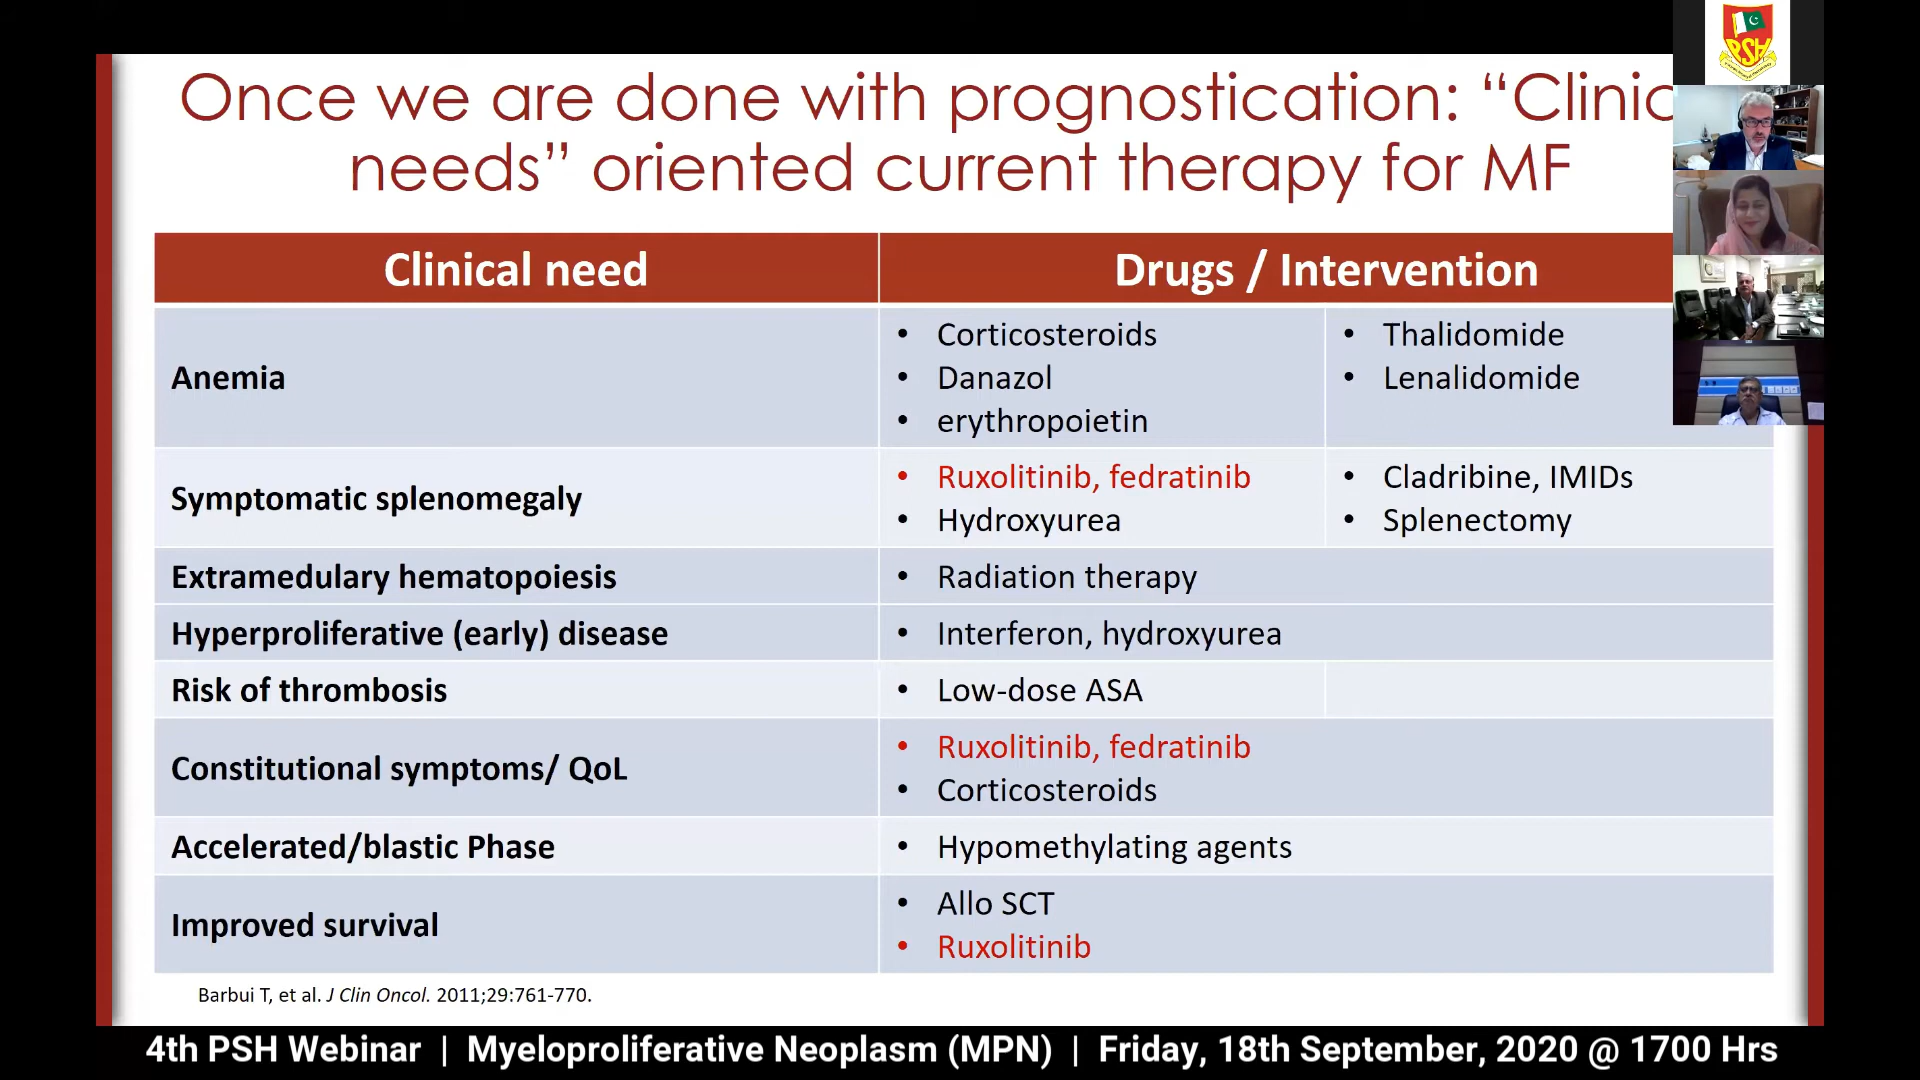 Once we are done with prognostication: “Clinic
needs” oriented current therapy for MF
Clinical need
Drugs / Intervention
Anemia
• Corticosteroids
• Danazol
• erythropoietin
• Thalidomide
• Lenalidomide
Symptomatic splenomegaly
• Ruxolitinib, fedratinib
• Hydroxyurea
• Cladribine, IMIDs
• Splenectomy
Extramedulary hematopoiesis
• Radiation therapy
Hyperproliferative (early) disease
• Interferon, hydroxyurea
Risk of thrombosis
• Low-dose ASA
Constitutional symptoms/ QoL
• Ruxolitinib, fedratinib
• Corticosteroids
Accelerated/blastic Phase
• Hypomethylating agents
Improved survival
• Allo SCT
• Ruxolitinib
Barbui T, et al. J Clin Oncol. 2011;29:761-770.
PSH
4th PSH Webinar | Myeloproliferative Neoplasm (MPN) | Friday, 18th September, 2020 @ 1700 Hrs